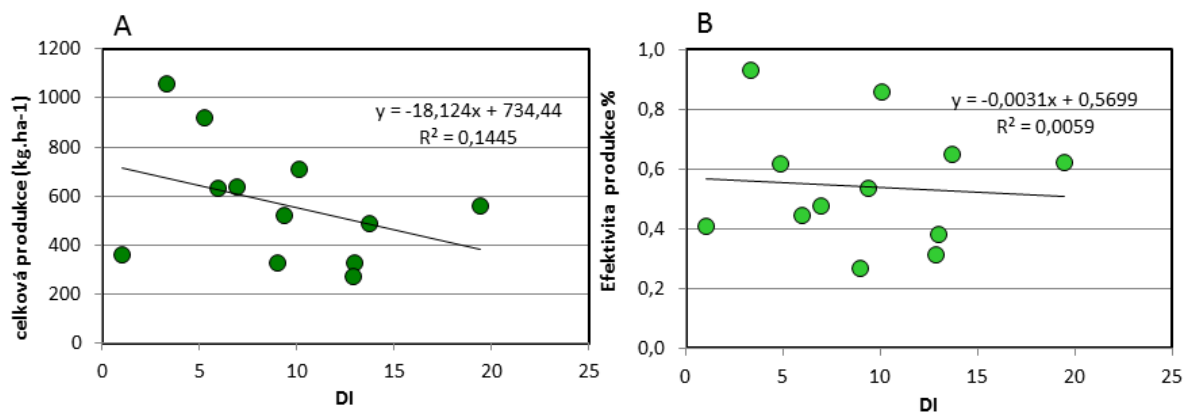 A
celková produkce (kg.ha-1)
1200
1000
800
600
400
200
0
y = -18,124x + 734,44
R² = 0,1445
0 5 10 15 20 25
DI
B
Efektivita produkce %
1,0
0,8
0,6
0,4
0,2
0,0
y = -0,0031x + 0,5699
R² = 0,0059
0 5 10 15 20 25
DI